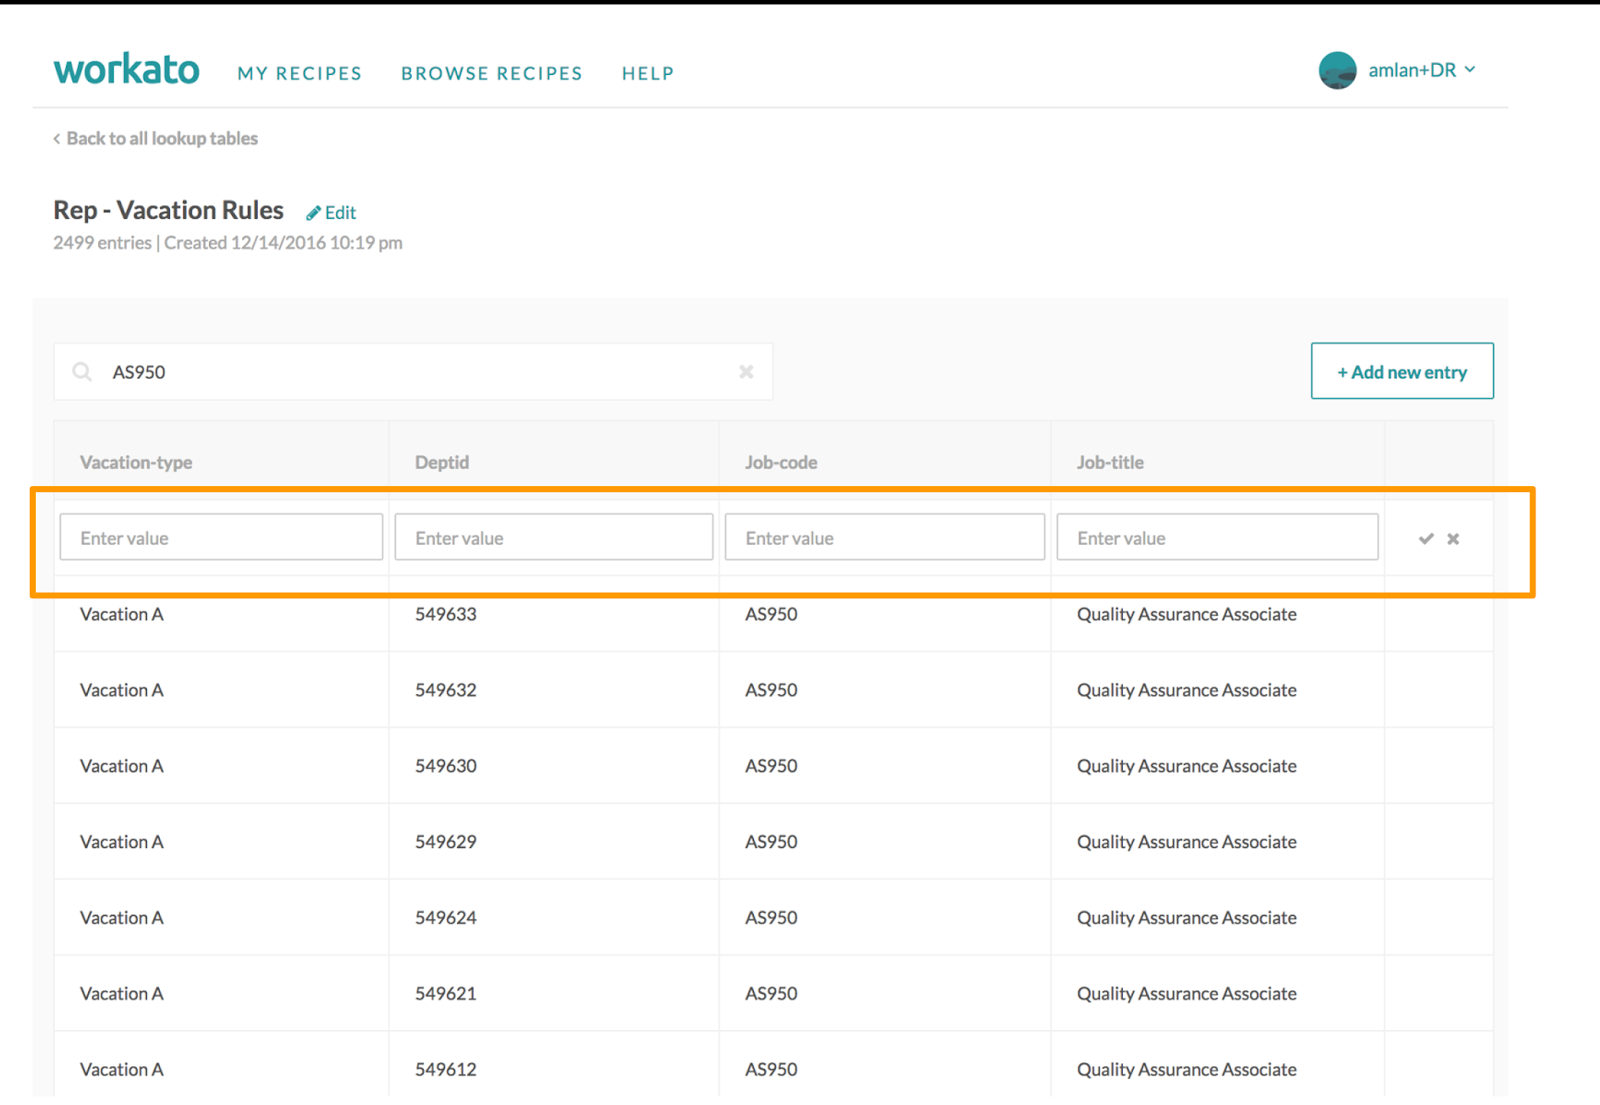 workato MY RECIPES BROWSE RECIPES HELP amlan+DR
Back to all lookup tables
Rep - Vacation Rules Edit
2499 entries | Created 12/14/2016 10:19 pm
AS950 + Add new entry
Vacation-type Deptid Job-code Job-title
Enter value Enter value Enter value Enter value
Vacation A 549633 AS950 Quality Assurance Associate
Vacation A 549632 AS950 Quality Assurance Associate
Vacation A 549630 AS950 Quality Assurance Associate
Vacation A 549629 AS950 Quality Assurance Associate
Vacation A 549624 AS950 Quality Assurance Associate
Vacation A 549621 AS950 Quality Assurance Associate
Vacation A 549612 AS950 Quality Assurance Associate